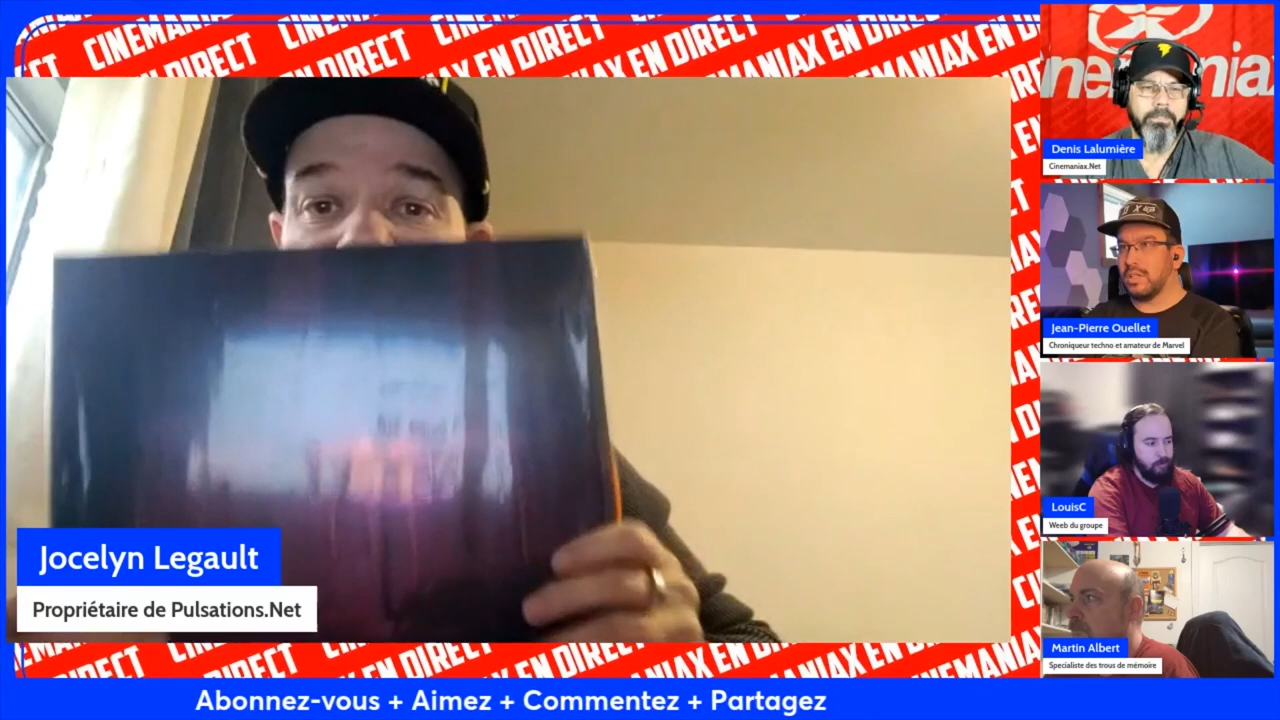 CINEMANIAX EN DIRECT
Jocelyn Legault
Propriétaire de Pulsations.Net
Denis Lalumière
Cinemaniax.Net
Jean-Pierre Ouellet
Chroniqueur techno et amateur de Marvel
LouisC
Weeb du groupe
Martin Albert
Specialiste des trous de mémoire
Abonnez-vous + Aimez + Commentez + Partagez